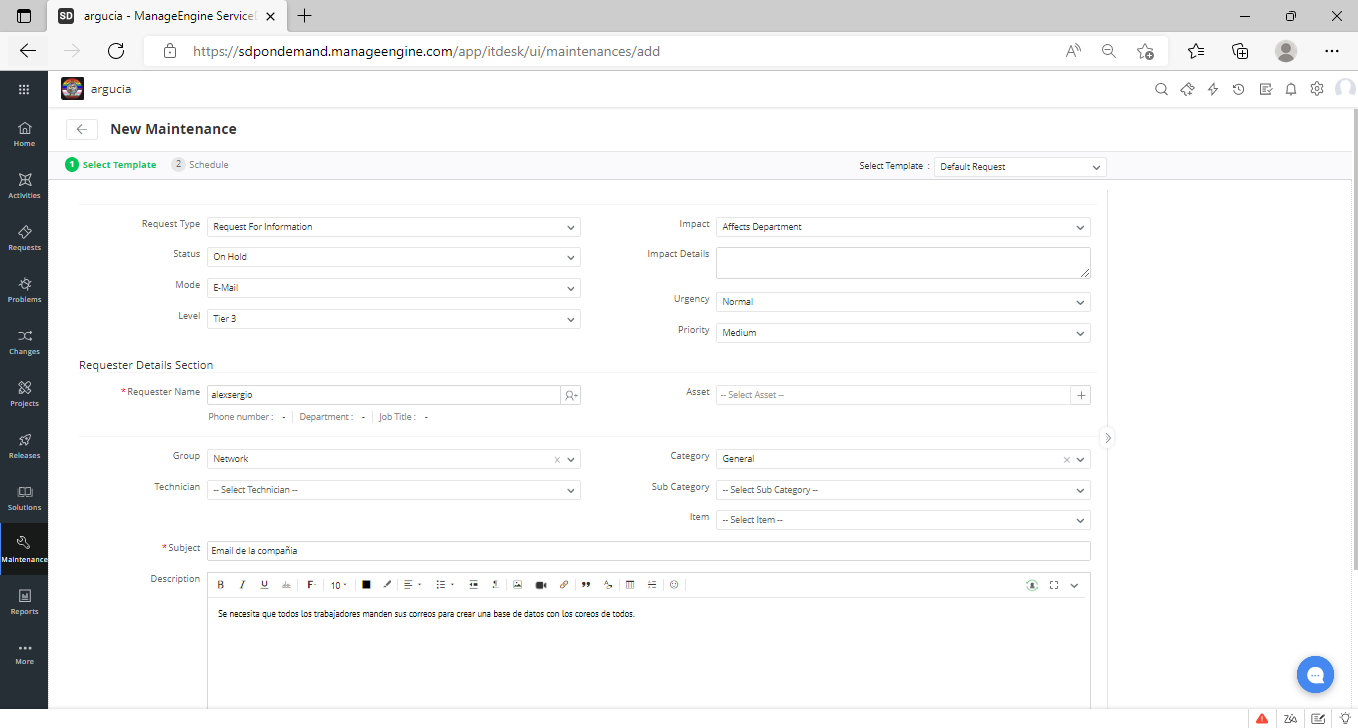 SD argucia - ManageEngine ServiceD
https://sdpondemand.manageengine.com/app/itdesk/ui/maintenances/add
argucia
Home
Activities
Requests
Problems
Changes
Projects
Releases
Solutions
Maintenance
Reports
More
New Maintenance
1 Select Template 2 Schedule
Select Template : Default Request
Request Type Request For Information
Status On Hold
Mode E-Mail
Level Tier 3
Impact Affects Department
Impact Details
Urgency Normal
Priority Medium
Requester Details Section
* Requester Name alexsergio
Phone number : - Department : - Job Title : -
Asset -- Select Asset --
Group Network
Technician -- Select Technician --
Category General
Sub Category -- Select Sub Category --
Item -- Select Item --
* Subject Email de la compañia
Description
B I U F 10
Se necesita que todos los trabajadores manden sus correos para crear una base de datos con los coreos de todos.